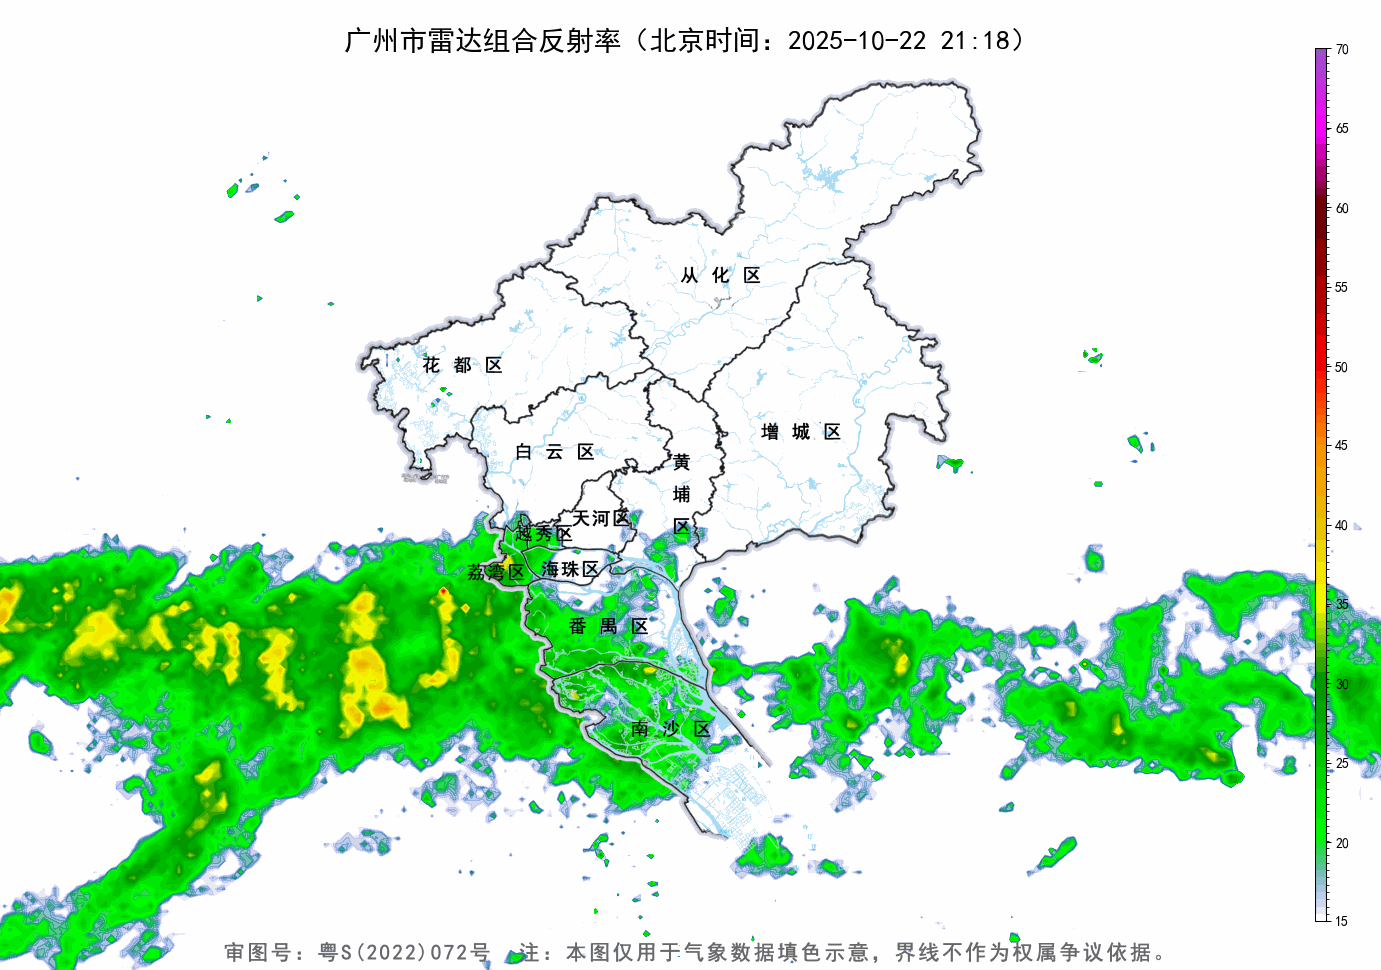 广州市雷达组合反射率（北京时间：2025-10-22 21:18）
70
65
60
55
50
45
40
35
30
25
20
15
从化区
花都区
增城区
白云区
黄埔区
天河区
越秀区
海珠区
荔湾区
番禺区
南沙区
审图号：粤S(2022)072号 注：本图仅用于气象数据填色示意，界线不作为权属争议依据。